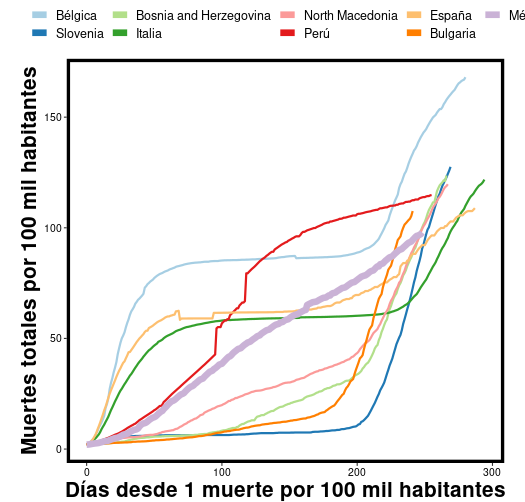 Bélgica Bosnia and Herzegovina North Macedonia España Mé
Slovenia Italia Perú Bulgaria
Muertes totales por 100 mil habitantes
150
100
50
0
0 100 200 300
Días desde 1 muerte por 100 mil habitantes